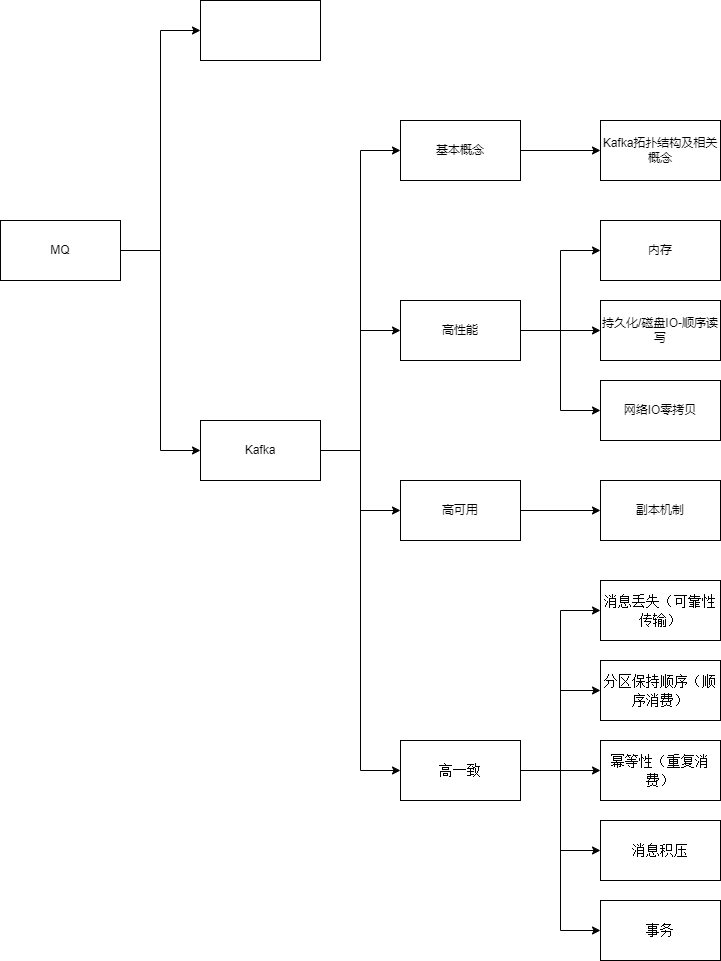 基本概念
Kafka拓扑结构及相关
概念
MQ
内存
高性能
持久化/磁盘IO-顺序读
写
网络IO零拷贝
Kafka
高可用
副本机制
消息丢失（可靠性
传输）
分区保持顺序（顺
序消费）
高一致
幂等性（重复消
费）
消息积压
事务